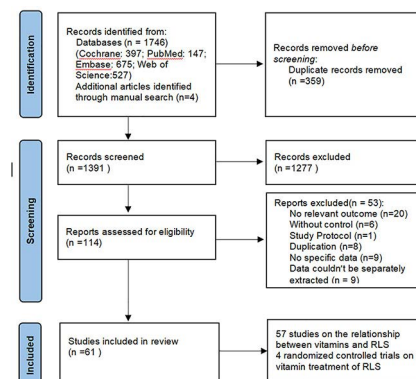 Identification
Records identified from:
Databases (n = 1746)
(Cochrane: 397; PubMed: 147;
Embase: 675; Web of
Science:527)
Additional articles identified
through manual search (n=4)
Records removed before
screening:
Duplicate records removed
(n =359)
Screening
Records screened
(n =1391 )
Records excluded
(n =1277 )
Reports assessed for eligibility
(n =114)
Reports excluded(n = 53):
No relevant outcome (n=20)
Without control (n=6)
Study Protocol (n=1)
Duplication (n=8)
No specific data (n=9)
Data couldn't be separately
extracted (n = 9)
Included
Studies included in review
(n =61 )
57 studies on the relationship
between vitamins and RLS
4 randomized controlled trials on
vitamin treatment of RLS